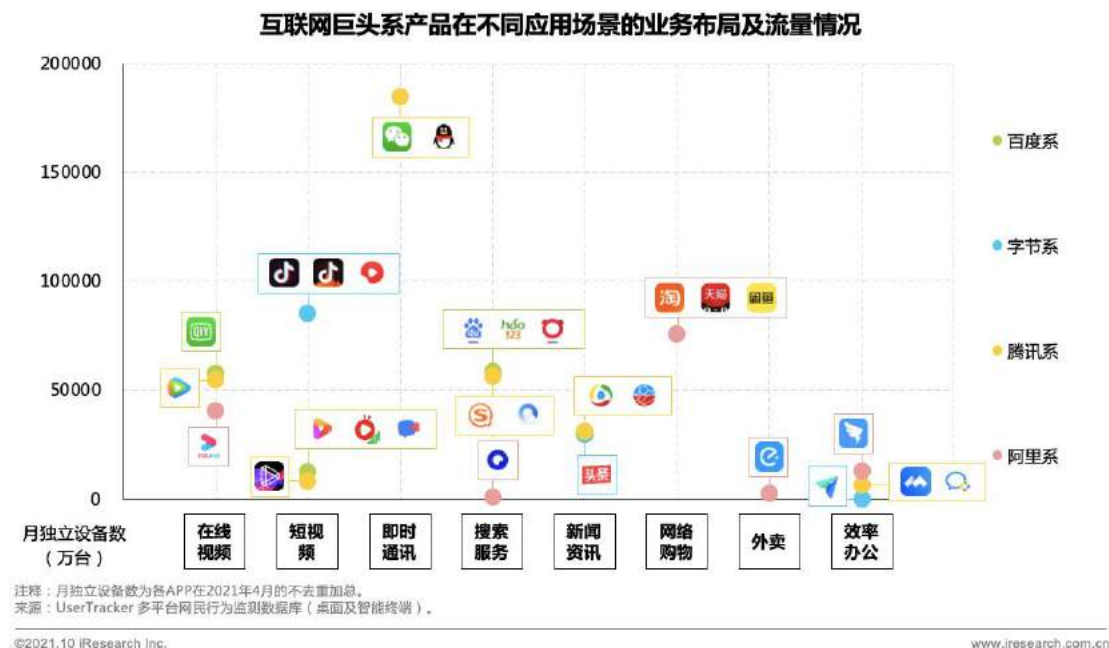 互联网巨头系产品在不同应用场景的业务布局及流量情况
200000
150000
100000
50000
0
百度系
字节系
腾讯系
阿里系
QIY
hao
123
淘
天猫
闲鱼
头条
月独立设备数
（万台）
在线
视频
短视
频
即时
通讯
搜索
服务
新闻
资讯
网络
购物
外卖
效率
办公
注释：月独立设备数为各APP在2021年4月的不去重加总。
来源：UserTracker 多平台网民行为监测数据库（桌面及智能终端）。
©2021.10 iResearch Inc.
www.iresearch.com.cn